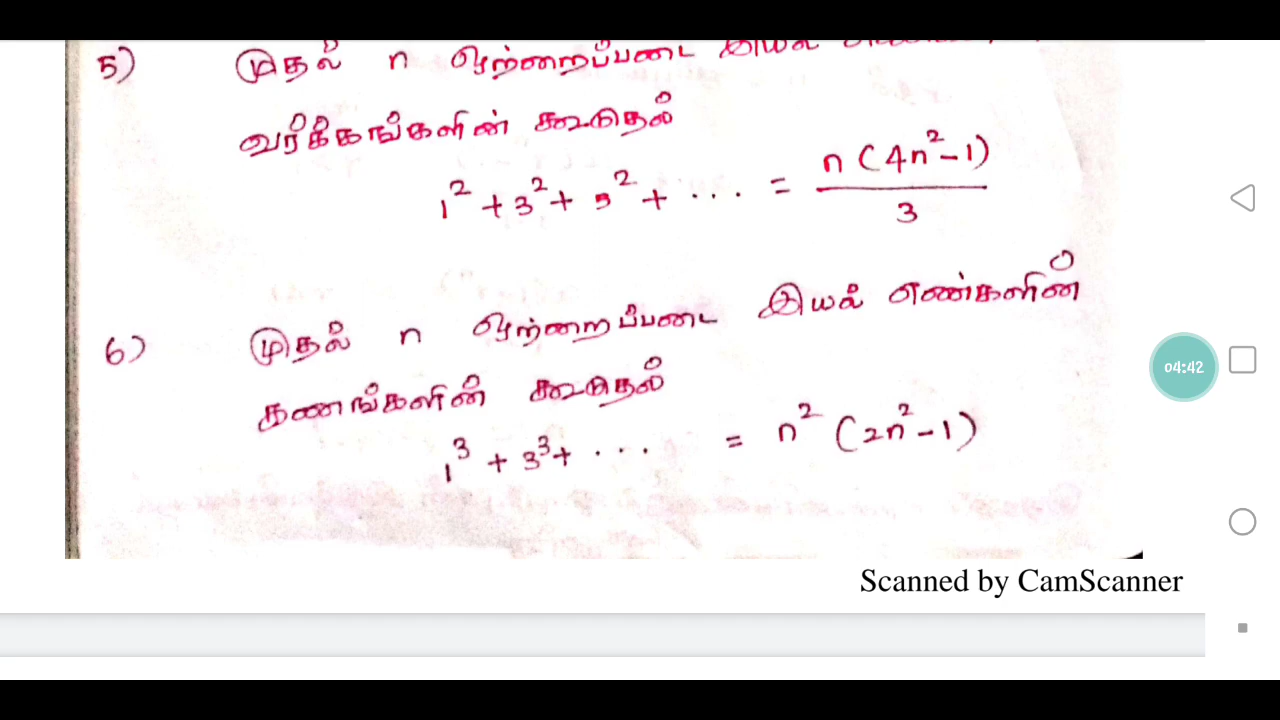 5) முதல் n ஒற்றைப்படை இயல்
வர்க்கங்களின் கூடுதல்
1² + 3² + 5² + ... = n (4n² - 1) / 3
6) முதல் n ஒற்றைப்படை இயல் எண்களின்
கனங்களின் கூடுதல்
1³ + 3³ + ... = n² (2n² - 1)
04:42
Scanned by CamScanner